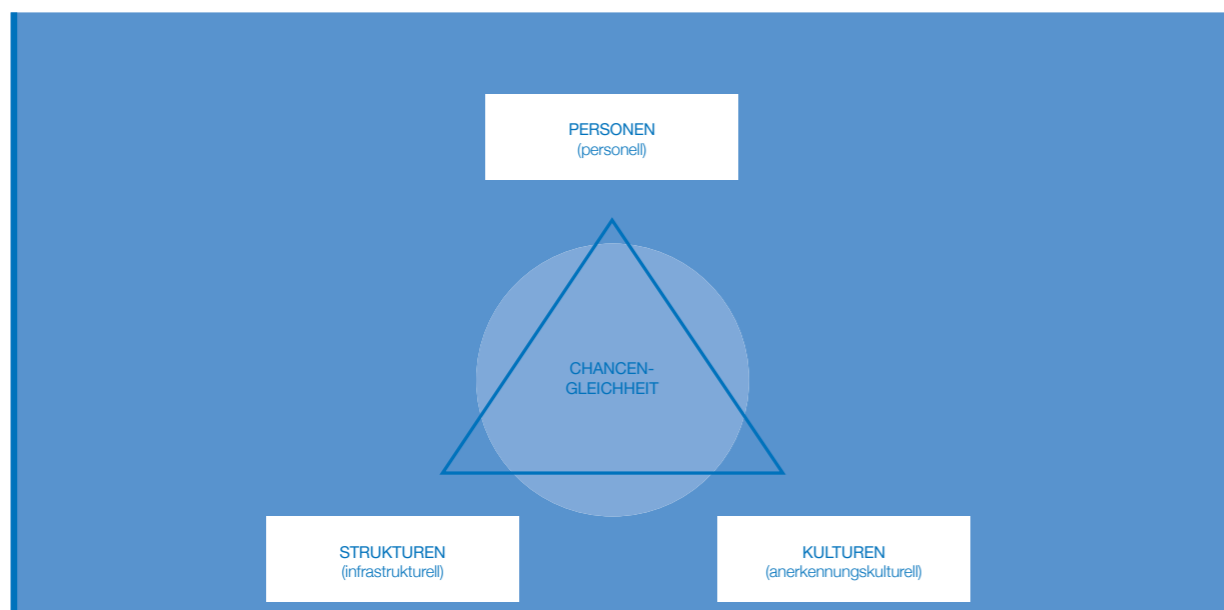 PERSONEN
(personell)
CHANCEN-
GLEICHHEIT
STRUKTUREN
(infrastrukturell)
KULTUREN
(anerkennungskulturell)